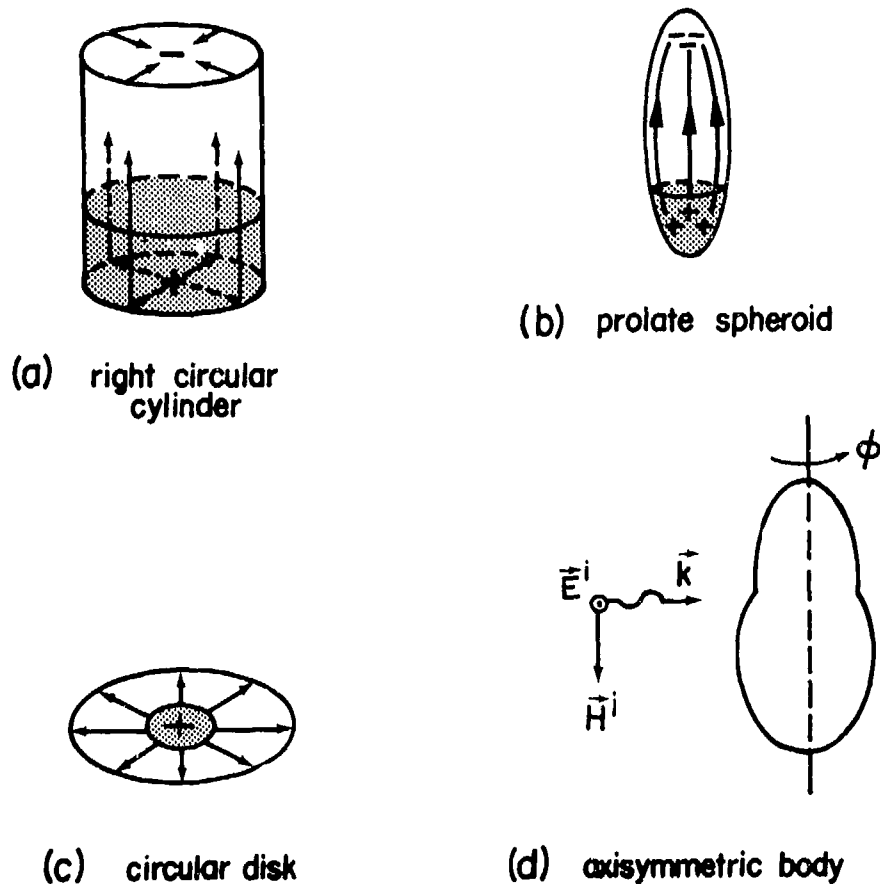 −
+
(a) right circular
cylinder
− − −
− −
+
+ +
(b) prolate spheroid
+
(c) circular disk
ϕ
E⃗ⁱ
k⃗
H⃗ⁱ
(d) axisymmetric body